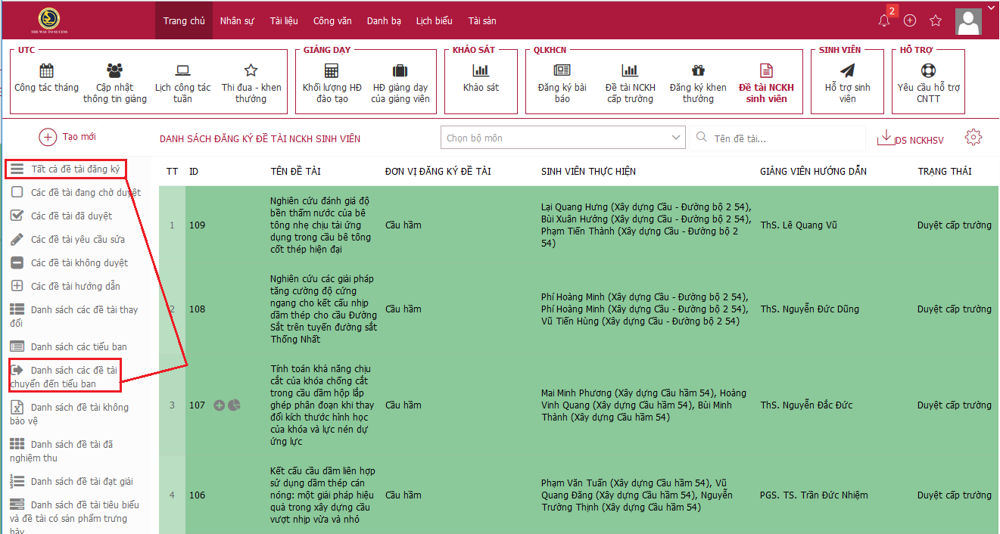 THE WAY TO SUCCESS
Trang chủ Nhân sự Tài liệu Công văn Danh bạ Lịch biểu Tài sản
2
UTC
Công tác tháng
Cập nhật
thông tin giảng
Lịch công tác
tuần
Thi đua - khen
thưởng
GIẢNG DẠY
Khối lượng HĐ
đào tạo
HĐ giảng dạy
của giảng viên
KHẢO SÁT
Khảo sát
QLKHCN
Đăng ký bài
báo
Đề tài NCKH
cấp trường
Đăng ký khen
thưởng
Đề tài NCKH
sinh viên
SINH VIÊN
Hỗ trợ sinh
viên
HỖ TRỢ
Yêu cầu hỗ trợ
CNTT
Tạo mới
DANH SÁCH ĐĂNG KÝ ĐỀ TÀI NCKH SINH VIÊN
Chọn bộ môn
Tên đề tài...
DS NCKHSV
Tất cả đề tài đăng ký
Các đề tài đang chờ duyệt
Các đề tài đã duyệt
Các đề tài yêu cầu sửa
Các đề tài không duyệt
Các đề tài hướng dẫn
Danh sách các đề tài thay
đổi
Danh sách các tiểu ban
Danh sách các đề tài
chuyển đến tiểu ban
Danh sách đề tài không
bảo vệ
Danh sách đề tài đã
nghiệm thu
Danh sách đề tài đạt giải
Danh sách đề tài tiêu biểu
và đề tài có sản phẩm trưng
bày
TT ID TÊN ĐỀ TÀI ĐƠN VỊ ĐĂNG KÝ ĐỀ TÀI SINH VIÊN THỰC HIỆN GIẢNG VIÊN HƯỚNG DẪN TRẠNG THÁI
1 109
Nghiên cứu đánh giá độ
bền thấm nước của bê
tông nhẹ chịu tải ứng
dụng trong cầu bê tông
cốt thép hiện đại
Cầu hầm
Lại Quang Hưng (Xây dựng Cầu - Đường bộ 2 54),
Bùi Xuân Hưởng (Xây dựng Cầu - Đường bộ 2 54),
Phạm Tiến Thành (Xây dựng Cầu - Đường bộ 2
54)
ThS. Lê Quang Vũ
Duyệt cấp trường
2 108
Nghiên cứu các giải pháp
tăng cường độ cứng
ngang cho kết cấu nhịp
dầm thép cho cầu Đường
Sắt trên tuyến đường sắt
Thống Nhất
Cầu hầm
Phí Hoàng Minh (Xây dựng Cầu - Đường bộ 2 54),
Phí Hoàng Minh (Xây dựng Cầu - Đường bộ 2 54),
Vũ Tiến Hùng (Xây dựng Cầu - Đường bộ 2 54)
ThS. Nguyễn Đức Dũng
Duyệt cấp trường
3 107
Tính toán khả năng chịu
cắt của khóa chống cắt
trong cầu dầm hộp lắp
ghép phân đoạn khi thay
đổi kích thước hình học
của khóa và lực nén dự
ứng lực
Cầu hầm
Mai Minh Phương (Xây dựng Cầu hầm 54), Hoàng
Vinh Quang (Xây dựng Cầu hầm 54), Bùi Minh
Thành (Xây dựng Cầu hầm 54)
ThS. Nguyễn Đắc Đức
Duyệt cấp trường
4 106
Kết cấu cầu dầm liên hợp
sử dụng dầm thép cán
nóng: một giải pháp hiệu
quả trong xây dựng cầu
vượt nhịp vừa và nhỏ
Cầu hầm
Phạm Văn Tuấn (Xây dựng Cầu hầm 54), Vũ
Quang Đăng (Xây dựng Cầu hầm 54), Nguyễn
Trường Thịnh (Xây dựng Cầu hầm 54)
PGS. TS. Trần Đức Nhiệm
Duyệt cấp trường